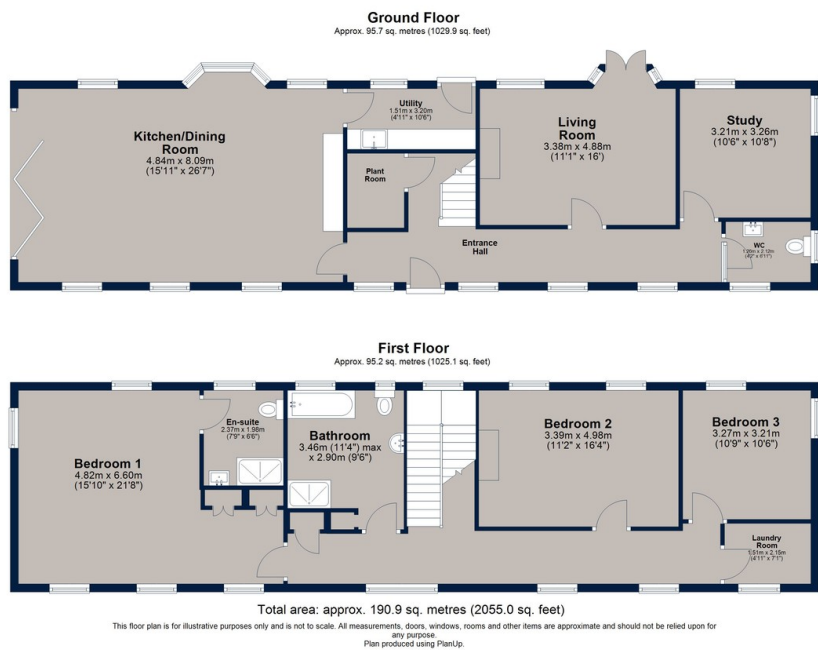 Ground Floor
Approx. 95.7 sq. metres (1029.9 sq. feet)
Kitchen/Dining
Room
4.84m x 8.09m
(15'11" x 26'7")
Utility
1.51m x 3.20m
(4'11" x 10'6")
Plant
Room
Living
Room
3.38m x 4.88m
(11'1" x 16')
Study
3.21m x 3.26m
(10'6" x 10'8")
Entrance
Hall
WC
1.26m x 2.10m
(4'2" x 6'11")
First Floor
Approx. 95.2 sq. metres (1025.1 sq. feet)
Bedroom 1
4.82m x 6.60m
(15'10" x 21'8")
En-suite
2.37m x 1.98m
(7'9" x 6'6")
Bathroom
3.46m (11'4") max
x 2.90m (9'6")
Bedroom 2
3.39m x 4.98m
(11'2" x 16'4")
Bedroom 3
3.27m x 3.21m
(10'9" x 10'6")
Laundry
Room
1.51m x 2.15m
(4'11" x 7'1")
Total area: approx. 190.9 sq. metres (2055.0 sq. feet)
This floor plan is for illustrative purposes only and is not to scale. All measurements, doors, windows, rooms and other items are approximate and should not be relied upon for
any purpose.
Plan produced using PlanUp.